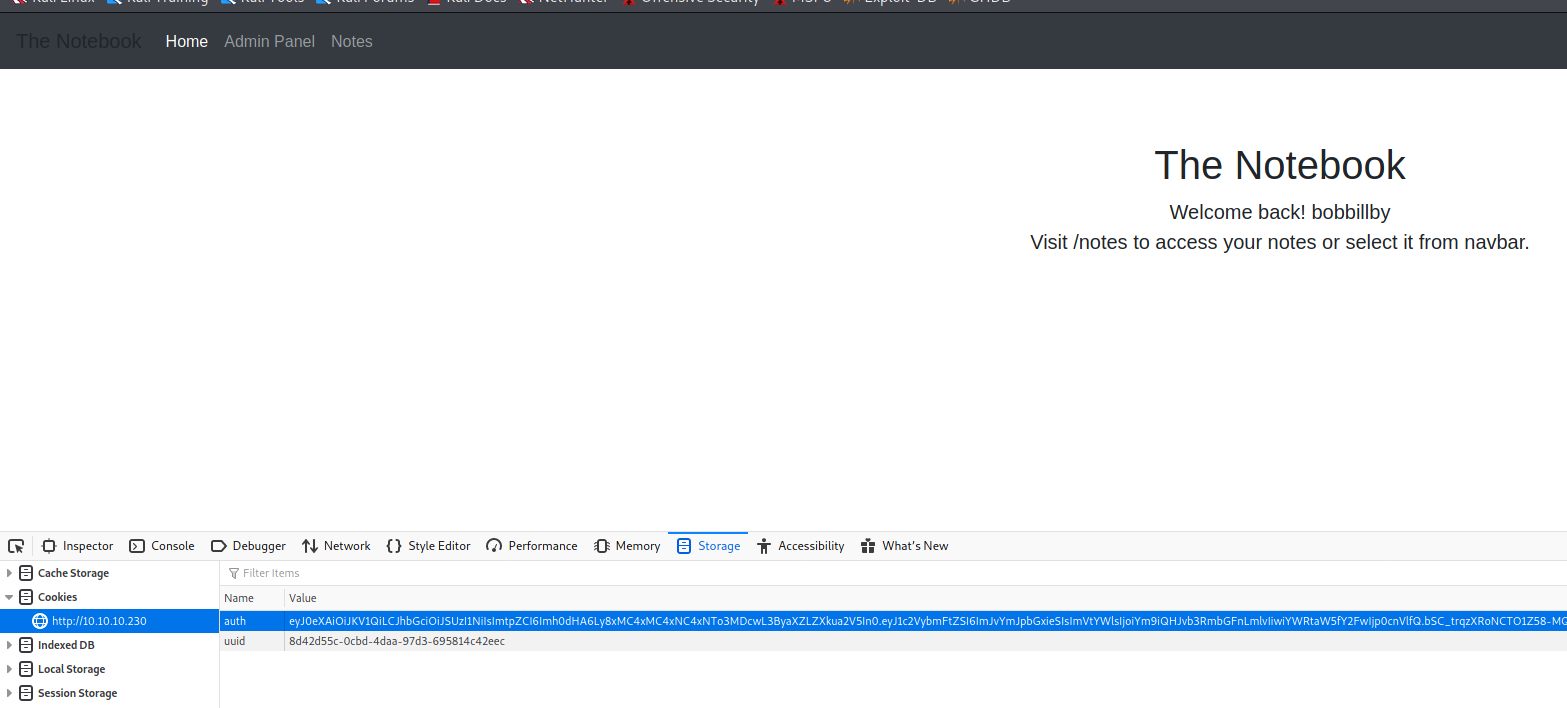 Kali Linux Kali Training Kali Tools Kali Forums Kali Docs NetHunter Offensive Security MSFU Exploit-DB GHDB
The Notebook Home Admin Panel Notes
The Notebook
Welcome back! bobbillby
Visit /notes to access your notes or select it from navbar.
Inspector Console Debugger Network Style Editor Performance Memory Storage Accessibility What's New
Cache Storage
Filter Items
Cookies
Name Value
http://10.10.10.230
auth
Indexed DB
uuid 8d42d55c-0cbd-4daa-97d3-695814c42eec
Local Storage
Session Storage